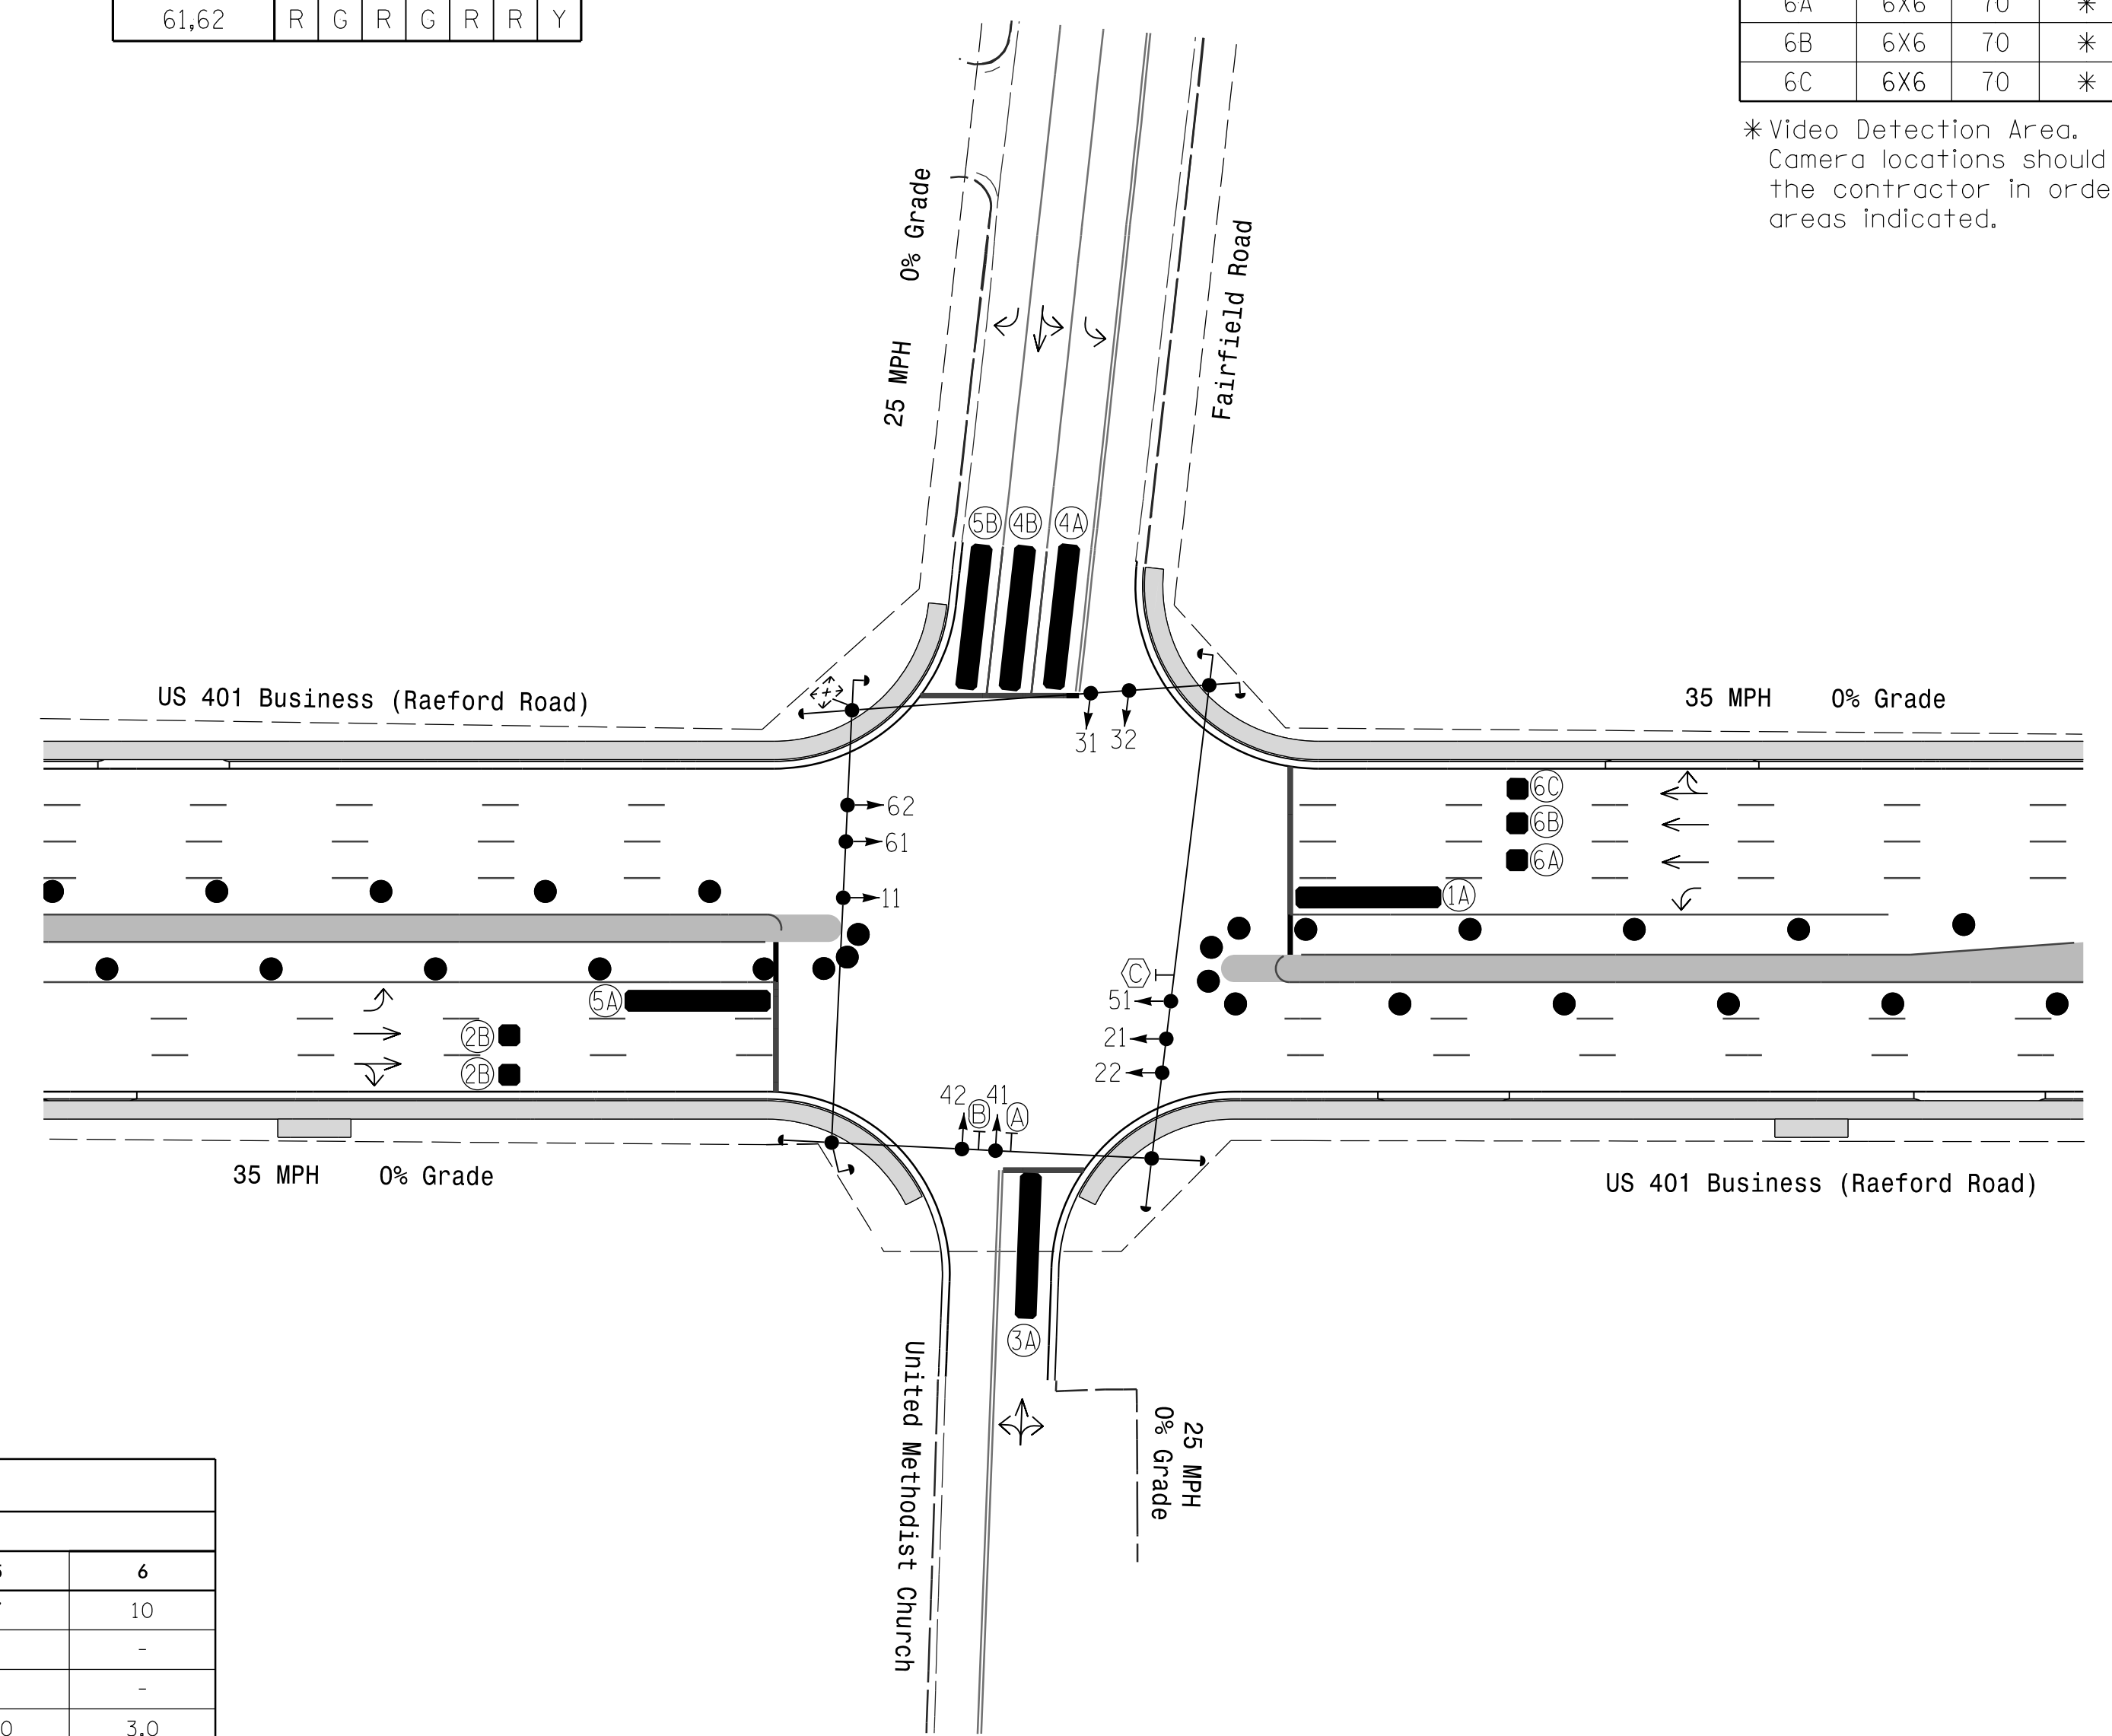 61,62 R G R G R R Y
6A 6X6 70 *
6B 6X6 70 *
6C 6X6 70 *
* Video Detection Area.
Camera locations should
the contractor in orde
areas indicated.
25 MPH 0% Grade
Fairfield Road
5B 4B 4A
US 401 Business (Raeford Road)
35 MPH 0% Grade
31 32
62
61
11
6C
6B
6A
1A
C
51
21
22
5A
2B
2B
42 B 41 A
35 MPH 0% Grade
US 401 Business (Raeford Road)
3A
United Methodist Church
25 MPH
0% Grade
6
10
-
-
0 3.0